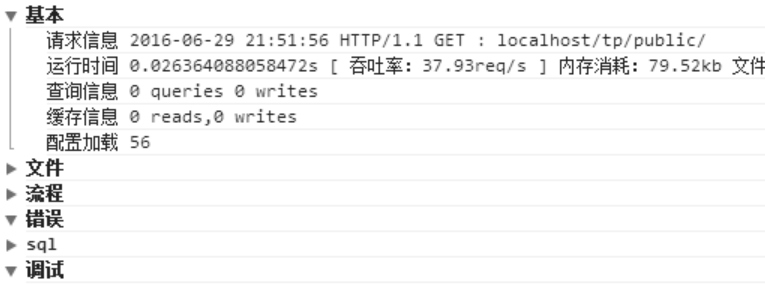 基本
请求信息 2016-06-29 21:51:56 HTTP/1.1 GET : localhost/tp/public/
运行时间 0.026364088058472s [ 吞吐率: 37.93req/s ] 内存消耗: 79.52kb 文件
查询信息 0 queries 0 writes
缓存信息 0 reads,0 writes
配置加载 56
文件
流程
错误
sql
调试